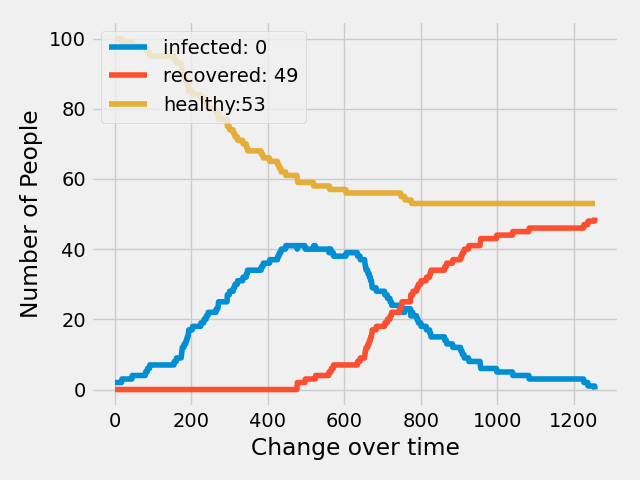 100
80
60
40
20
0
Number of People
infected: 0
recovered: 49
healthy:53
0 200 400 600 800 1000 1200
Change over time